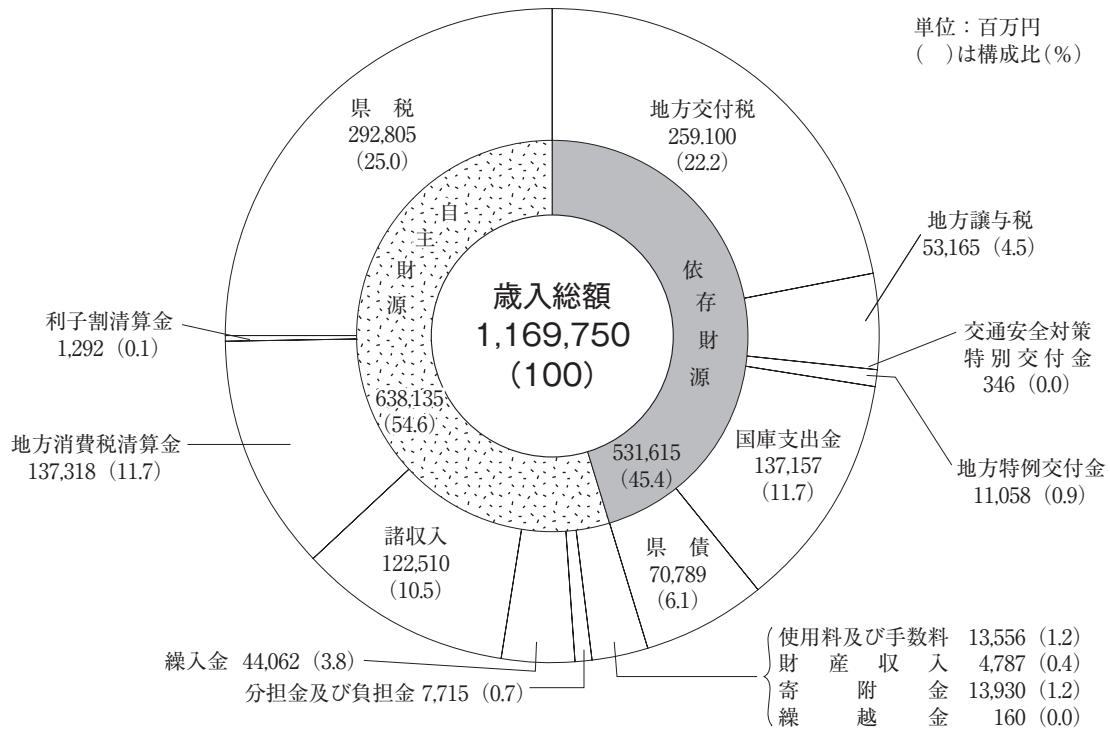 単位：百万円
(　)は構成比(%)
県　税
292,805
(25.0)
地方交付税
259.100
(22.2)
自主財源
依存財源
地方譲与税
53,165 (4.5)
歳入総額
1,169,750
(100)
利子割清算金
1,292 (0.1)
交通安全対策
特別交付金
346 (0.0)
638,135
(54.6)
地方消費税清算金
137,318 (11.7)
531,615
(45.4)
国庫支出金
137,157
(11.7)
地方特例交付金
11,058 (0.9)
諸収入
122,510
(10.5)
県　債
70,789
(6.1)
繰入金 44,062 (3.8)
分担金及び負担金 7,715 (0.7)
使用料及び手数料 13,556 (1.2)
財産収入 4,787 (0.4)
寄附金 13,930 (1.2)
繰越金 160 (0.0)